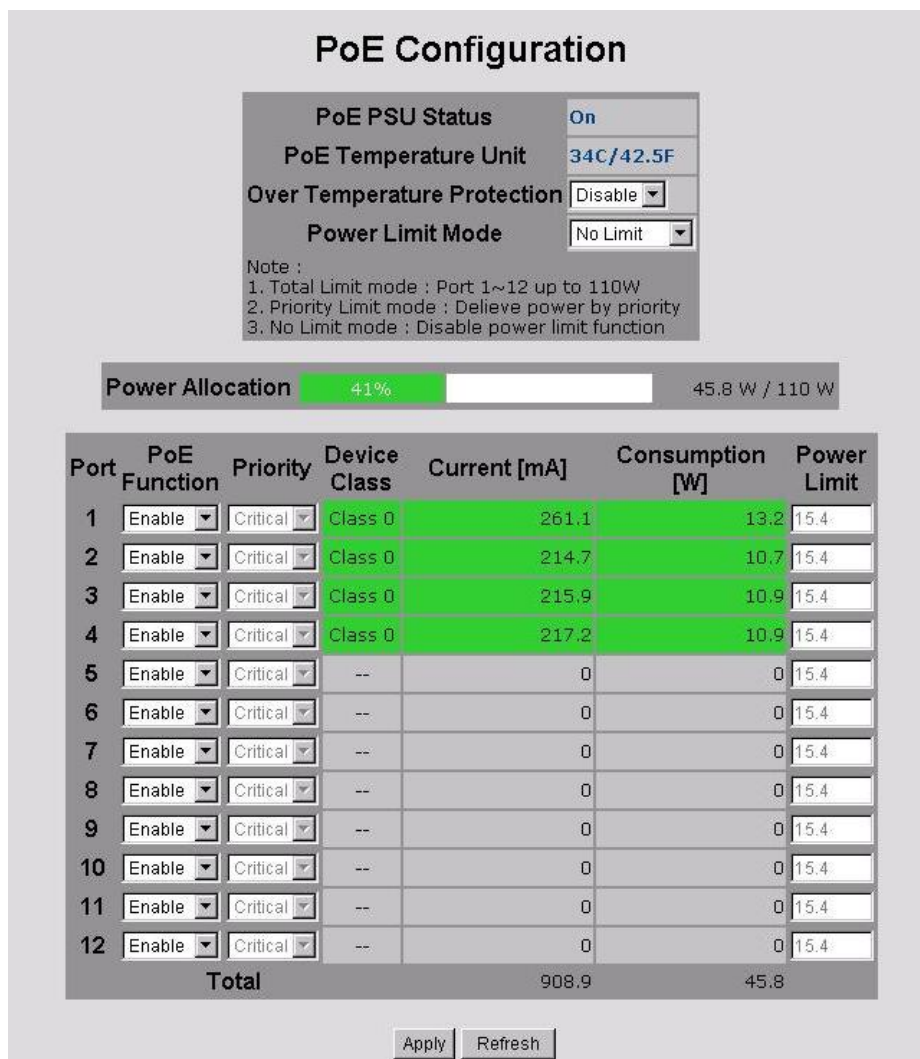 PoE Configuration
PoE PSU Status On
PoE Temperature Unit 34C/42.5F
Over Temperature Protection Disable
Power Limit Mode No Limit
Note :
1. Total Limit mode : Port 1~12 up to 110W
2. Priority Limit mode : Delieve power by priority
3. No Limit mode : Disable power limit function
Power Allocation 41% 45.8 W / 110 W
Port PoE Function Priority Device Class Current [mA] Consumption [W] Power Limit
1 Enable Critical Class 0 261.1 13.2 15.4
2 Enable Critical Class 0 214.7 10.7 15.4
3 Enable Critical Class 0 215.9 10.9 15.4
4 Enable Critical Class 0 217.2 10.9 15.4
5 Enable Critical -- 0 0 15.4
6 Enable Critical -- 0 0 15.4
7 Enable Critical -- 0 0 15.4
8 Enable Critical -- 0 0 15.4
9 Enable Critical -- 0 0 15.4
10 Enable Critical -- 0 0 15.4
11 Enable Critical -- 0 0 15.4
12 Enable Critical -- 0 0 15.4
Total 908.9 45.8
Apply Refresh